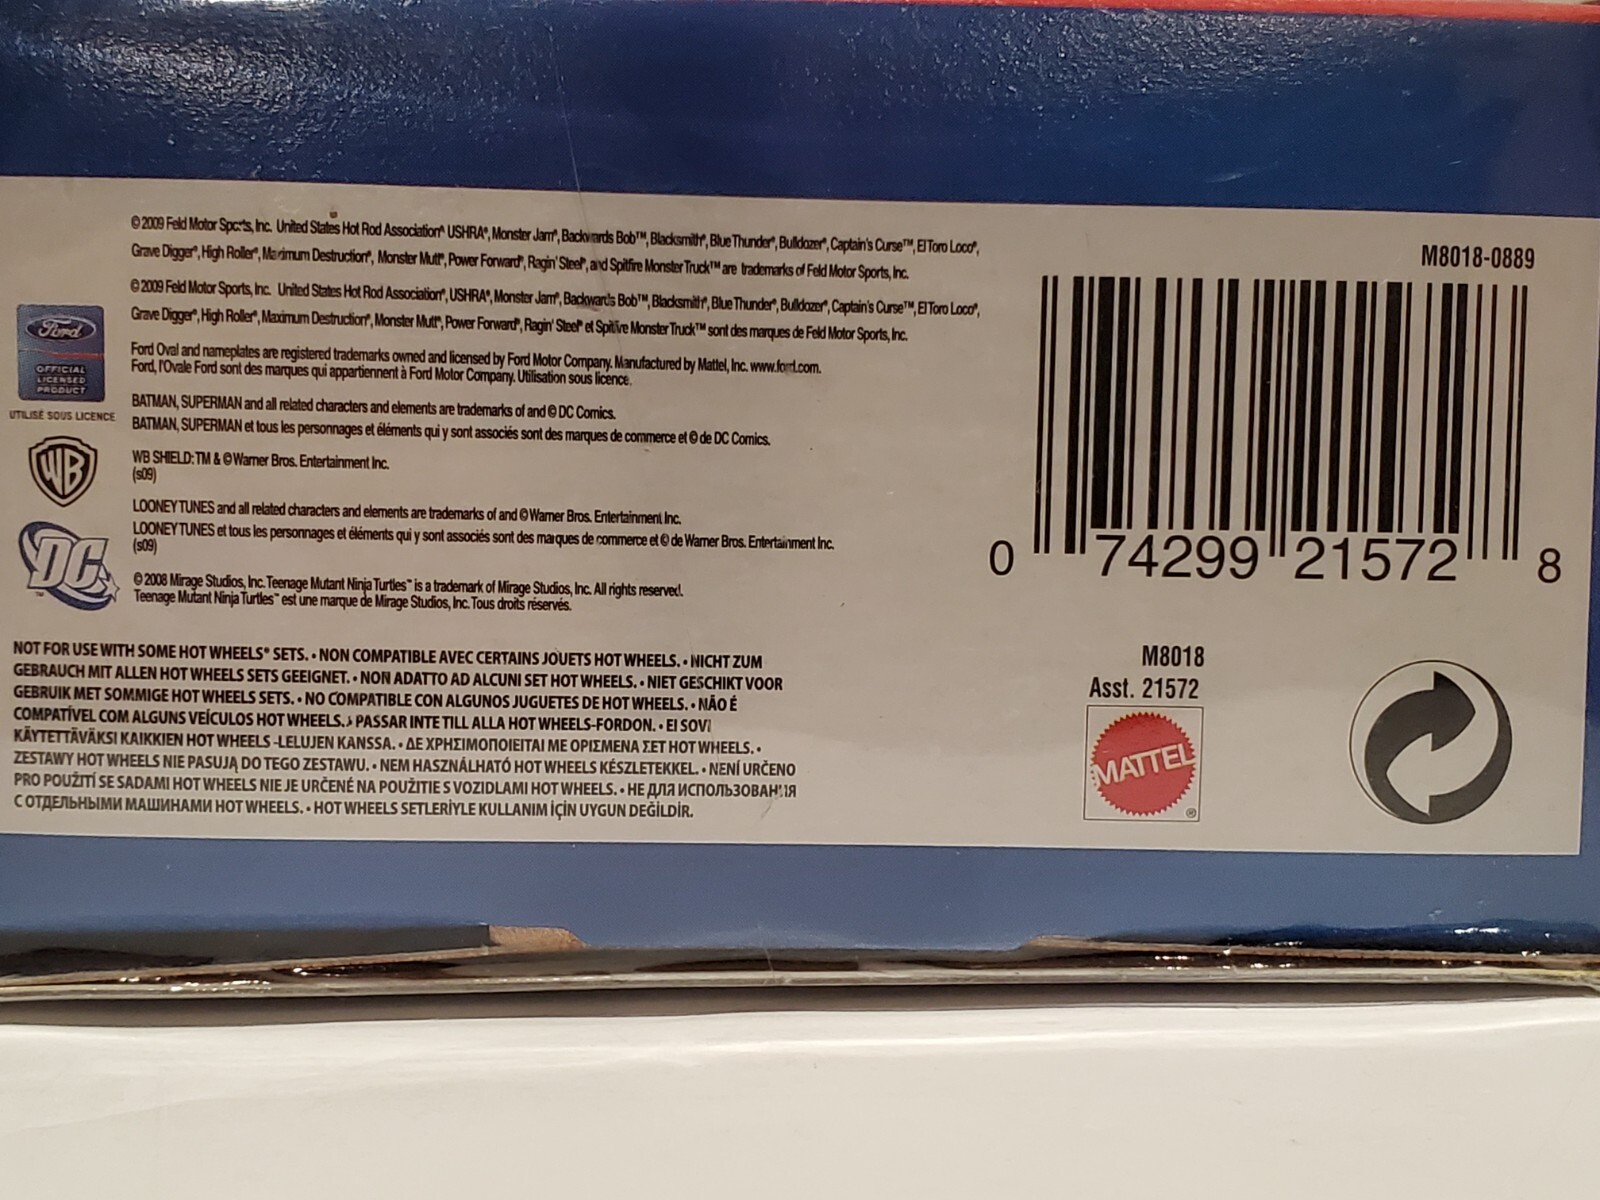 ©2009 Feld Motor Sports, Inc. United States Hot Rod Association® USHRA®, Monster Jam®, Backwards Bob™, Blacksmith®, Blue Thunder®, Bulldozer®, Captain's Curse™, El Toro Loco®,
Grave Digger®, High Roller®, Maximum Destruction®, Monster Mutt®, Power Forward®, Ragin' Steel®, and Spitfire Monster Truck™ are trademarks of Feld Motor Sports, Inc.
©2009 Feld Motor Sports, Inc. United States Hot Rod Association®, USHRA®, Monster Jam®, Backwards Bob™, Blacksmith®, Blue Thunder®, Bulldozer®, Captain's Curse™, El Toro Loco®,
Grave Digger®, High Roller®, Maximum Destruction®, Monster Mutt®, Power Forward®, Ragin' Steel® et Spitfire Monster Truck™ sont des marques de Feld Motor Sports, Inc.
Ford
OFFICIAL
LICENSED
PRODUCT
UTILISÉ SOUS LICENCE
Ford Oval and nameplates are registered trademarks owned and licensed by Ford Motor Company. Manufactured by Mattel, Inc. www.ford.com.
Ford, l'Ovale Ford sont des marques qui appartiennent à Ford Motor Company. Utilisation sous licence.
BATMAN, SUPERMAN and all related characters and elements are trademarks of and © DC Comics.
BATMAN, SUPERMAN et tous les personnages et éléments qui y sont associés sont des marques de commerce et © de DC Comics.
WB
WB SHIELD: TM & © Warner Bros. Entertainment Inc.
(s09)
LOONEY TUNES and all related characters and elements are trademarks of and © Warner Bros. Entertainment Inc.
LOONEY TUNES et tous les personnages et éléments qui y sont associés sont des marques de commerce et © de Warner Bros. Entertainment Inc.
(s09)
DC
™
© 2008 Mirage Studios, Inc. Teenage Mutant Ninja Turtles™ is a trademark of Mirage Studios, Inc. All rights reserved.
Teenage Mutant Ninja Turtles™ est une marque de Mirage Studios, Inc. Tous droits réservés.
NOT FOR USE WITH SOME HOT WHEELS® SETS. • NON COMPATIBLE AVEC CERTAINS JOUETS HOT WHEELS. • NICHT ZUM
GEBRAUCH MIT ALLEN HOT WHEELS SETS GEEIGNET. • NON ADATTO AD ALCUNI SET HOT WHEELS. • NIET GESCHIKT VOOR
GEBRUIK MET SOMMIGE HOT WHEELS SETS. • NO COMPATIBLE CON ALGUNOS JUGUETES DE HOT WHEELS. • NÃO É
COMPATÍVEL COM ALGUNS VEÍCULOS HOT WHEELS. • PASSAR INTE TILL ALLA HOT WHEELS-FORDON. • EI SOVI
KÄYTETTÄVÄKSI KAIKKIEN HOT WHEELS -LELUJEN KANSSA. • ΔΕ ΧΡΗΣΙΜΟΠΟΙΕΙΤΑΙ ΜΕ ΟΡΙΣΜΕΝΑ ΣΕΤ HOT WHEELS. •
ZESTAWY HOT WHEELS NIE PASUJĄ DO TEGO ZESTAWU. • NEM HASZNÁLHATÓ HOT WHEELS KÉSZLETEKKEL. • NENÍ URČENO
PRO POUŽITÍ SE SADAMI HOT WHEELS NIE JE URČENÉ NA POUŽITIE S VOZIDLAMI HOT WHEELS. • НЕ ДЛЯ ИСПОЛЬЗОВАНИЯ
С ОТДЕЛЬНЫМИ МАШИНАМИ HOT WHEELS. • HOT WHEELS SETLERİYLE KULLANIM İÇİN UYGUN DEĞİLDİR.
M8018-0889
0 74299 21572 8
M8018
Asst. 21572
MATTEL
®